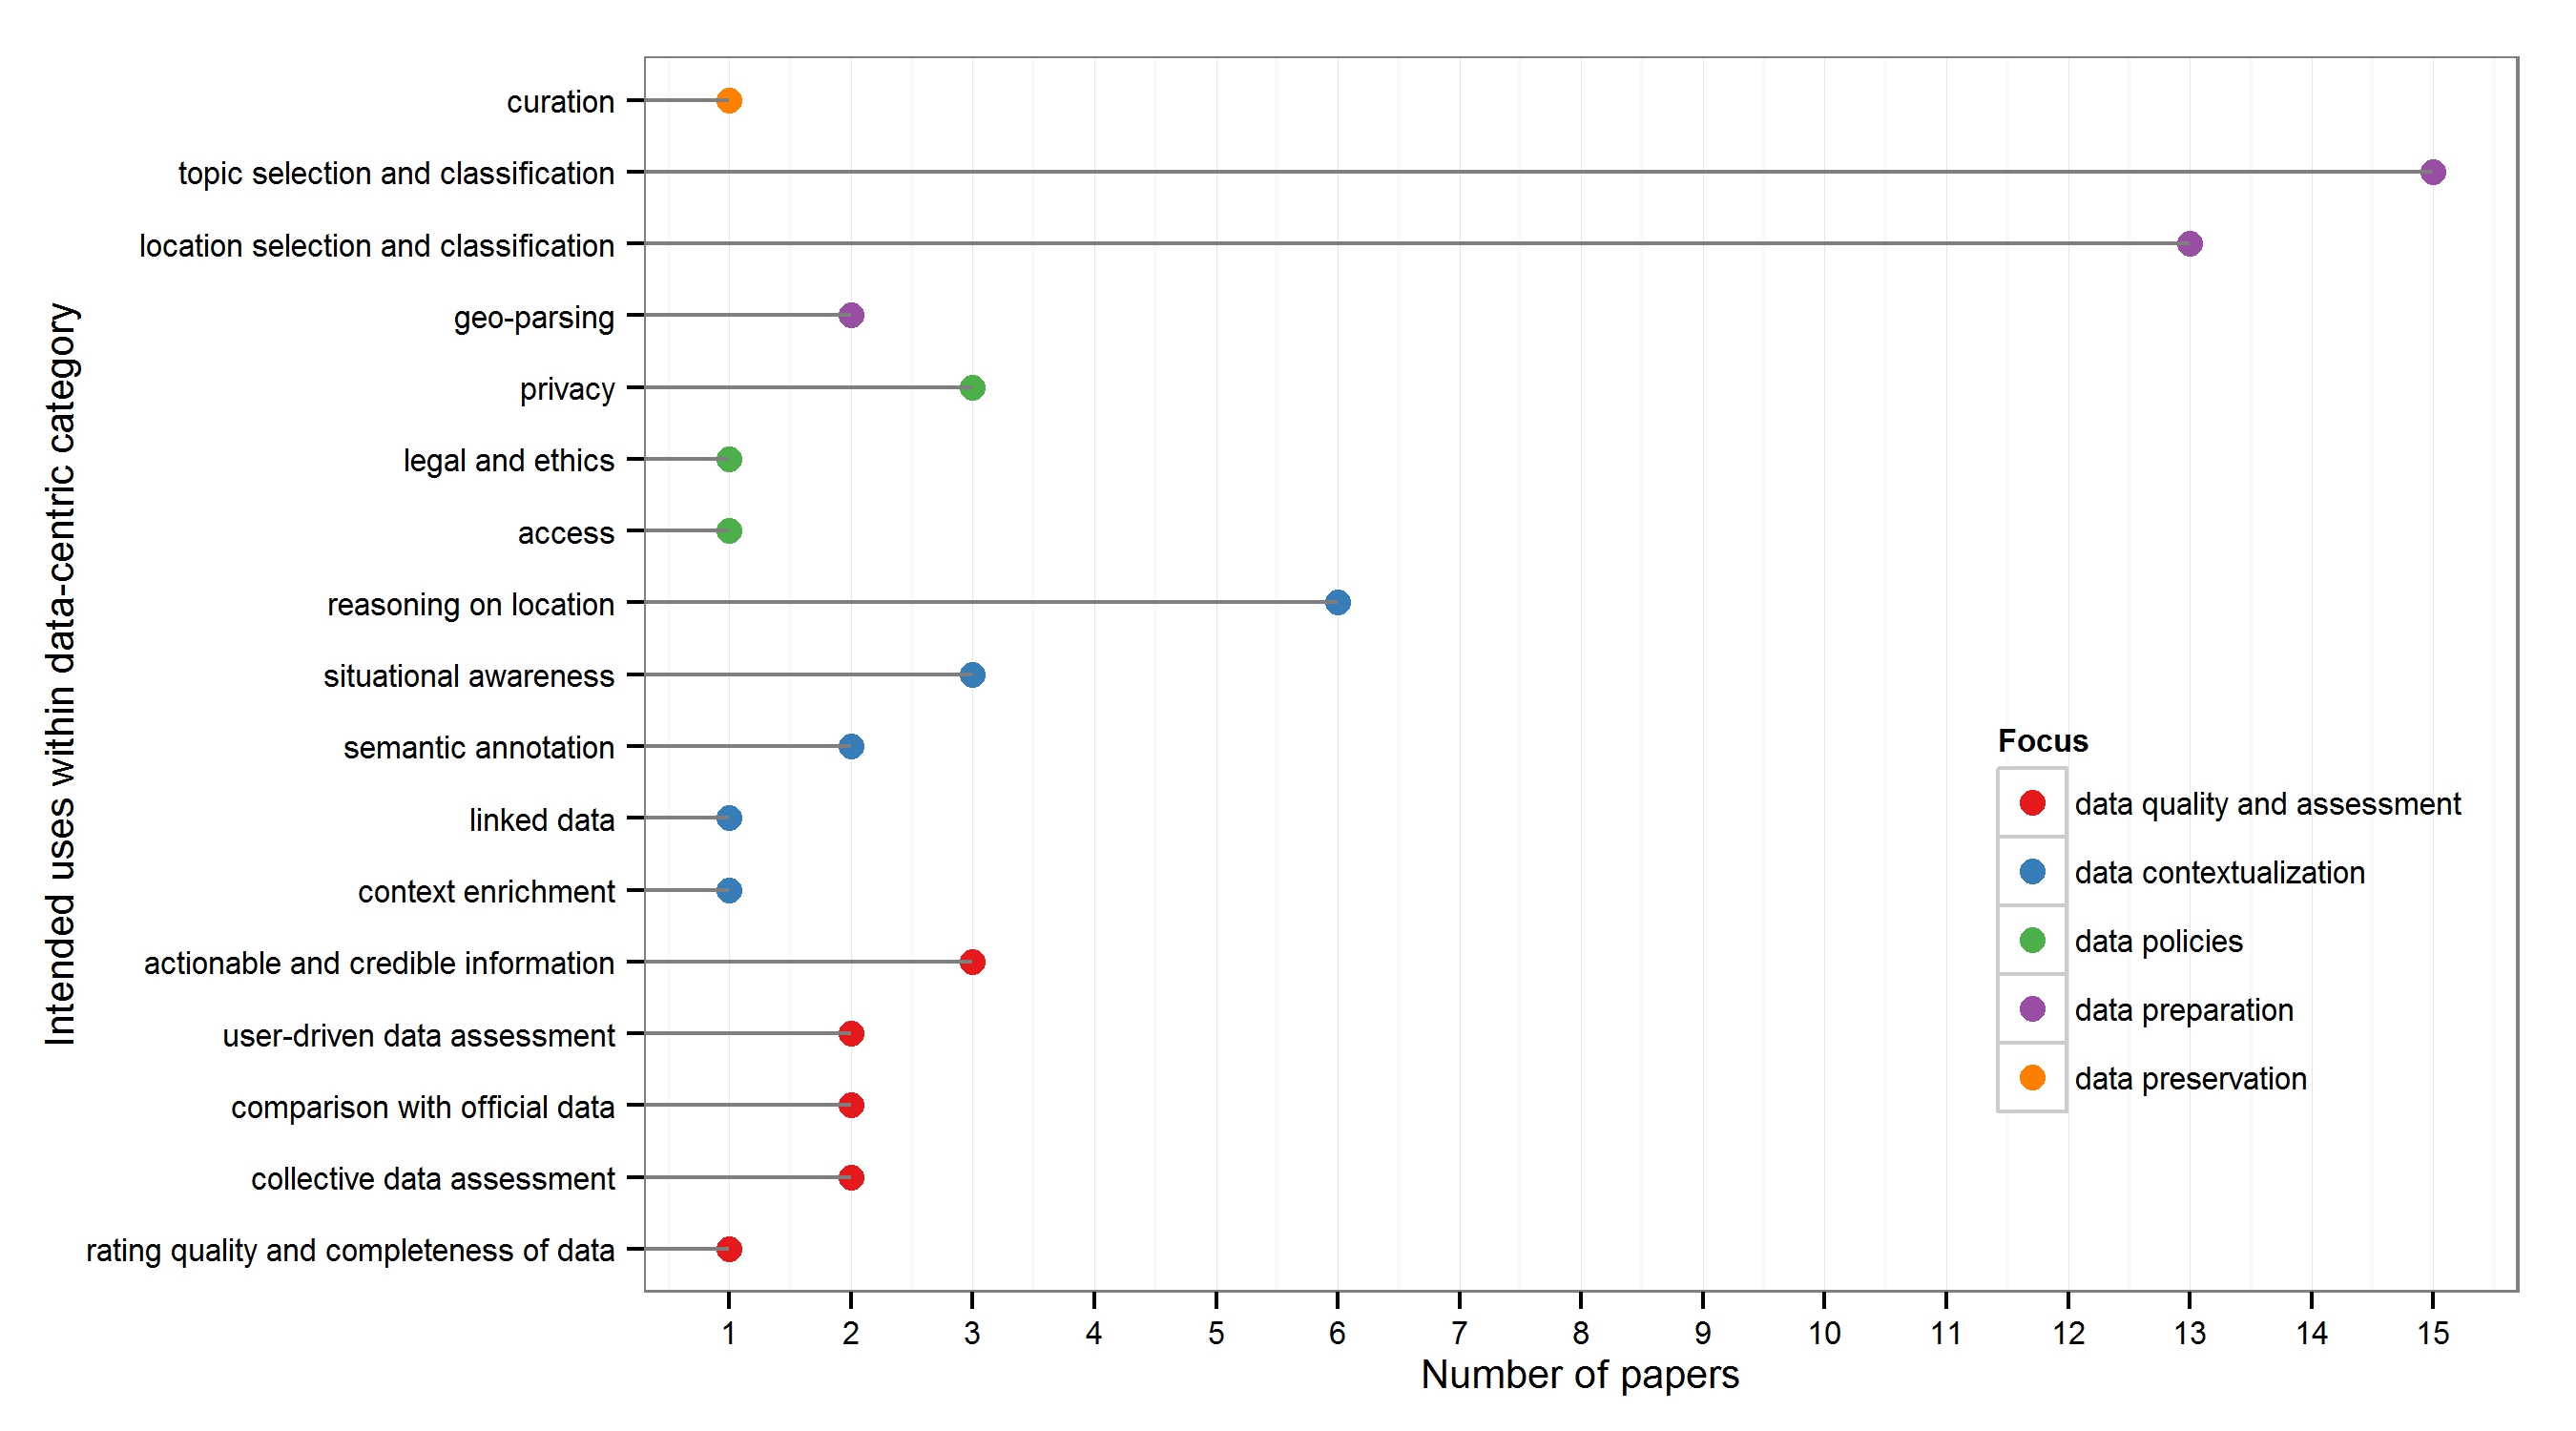 Intended uses within data-centric category
curation
topic selection and classification
location selection and classification
geo-parsing
privacy
legal and ethics
access
reasoning on location
situational awareness
semantic annotation
linked data
context enrichment
actionable and credible information
user-driven data assessment
comparison with official data
collective data assessment
rating quality and completeness of data
Focus
data quality and assessment
data contextualization
data policies
data preparation
data preservation
1 2 3 4 5 6 7 8 9 10 11 12 13 14 15
Number of papers